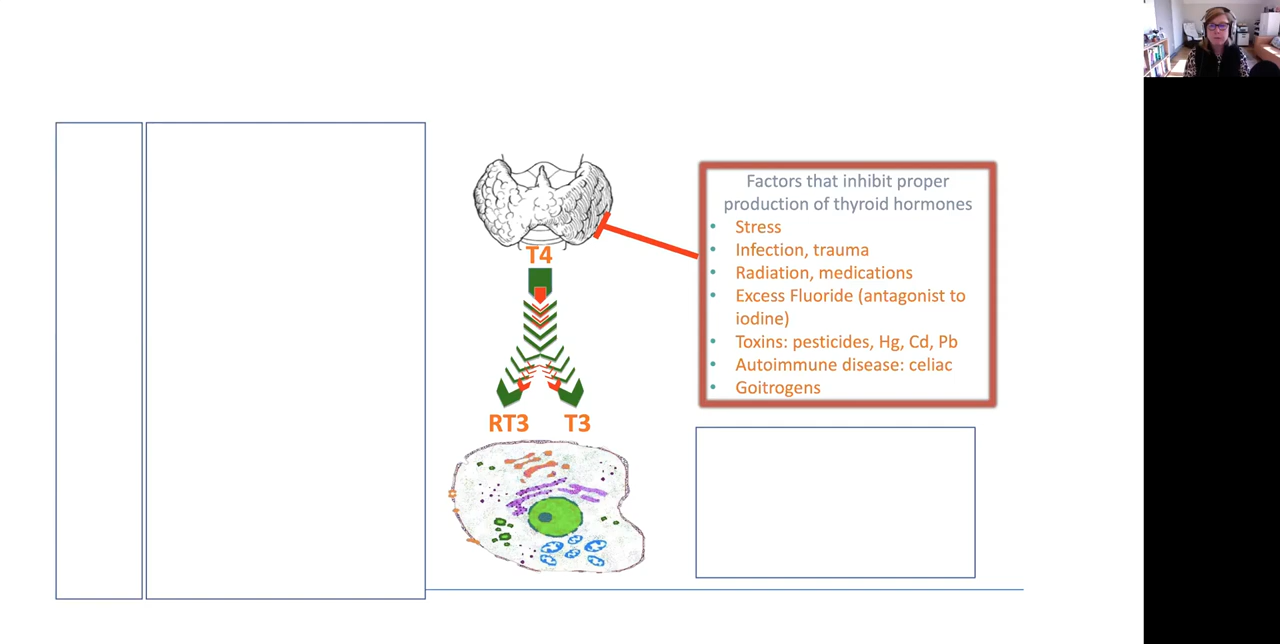 Factors that inhibit proper
production of thyroid hormones
• Stress
• Infection, trauma
• Radiation, medications
• Excess Fluoride (antagonist to
iodine)
• Toxins: pesticides, Hg, Cd, Pb
• Autoimmune disease: celiac
• Goitrogens
T4
RT3 T3